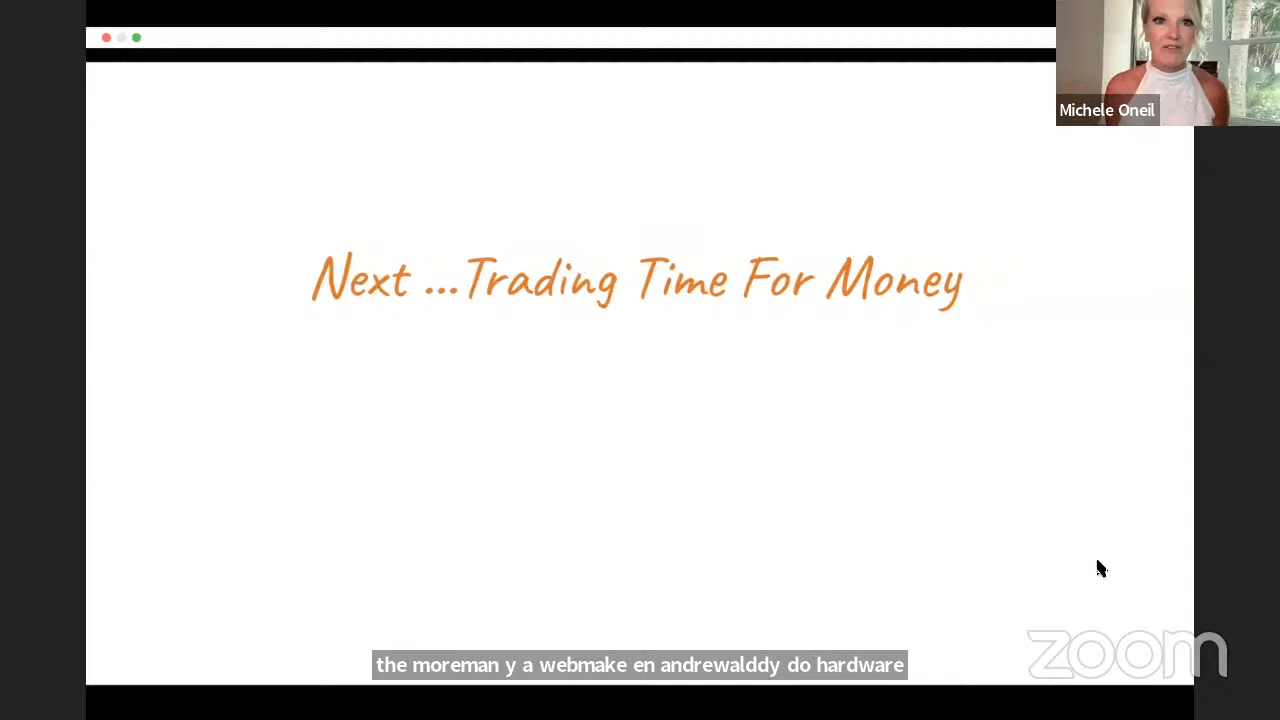 Michele Oneil
Next ...Trading Time For Money
the moreman y a webmake en andrewalddy do hardware
zoom